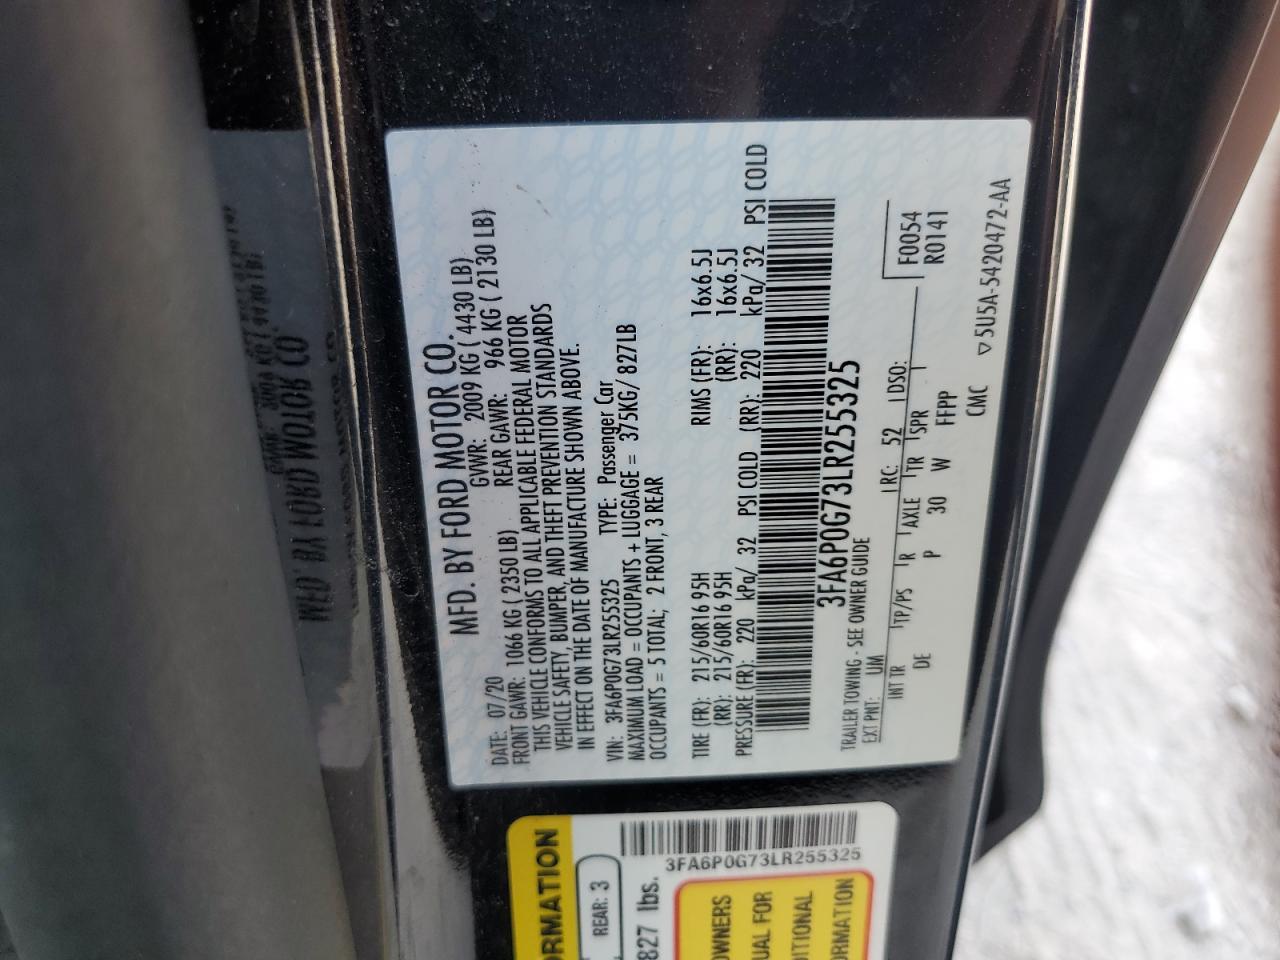 MFD. BY FORD MOTOR CO.
DATE: 07/20 GVWR: 2009 KG ( 4430 LB)
FRONT GAWR: 1066 KG ( 2350 LB) REAR GAWR: 966 KG ( 2130 LB)
THIS VEHICLE CONFORMS TO ALL APPLICABLE FEDERAL MOTOR
VEHICLE SAFETY, BUMPER, AND THEFT PREVENTION STANDARDS
IN EFFECT ON THE DATE OF MANUFACTURE SHOWN ABOVE.
VIN: 3FA6P0G73LR255325 TYPE: Passenger Car
MAXIMUM LOAD = OCCUPANTS + LUGGAGE = 375KG/ 827LB
OCCUPANTS = 5 TOTAL; 2 FRONT, 3 REAR
TIRE (FR): 215/60R16 95H RIMS (FR): 16x6.5J
(RR): 215/60R16 95H (RR): 16x6.5J
PRESSURE (FR): 220 kPa/ 32 PSI COLD (RR): 220 kPa/ 32 PSI COLD
3FA6P0G73LR255325
TRAILER TOWING - SEE OWNER GUIDE
F0054
R0141
EXT PNT: UM RC: 52 DSO:
INT TR TP/PS R AXLE TR SPR
DE P 30 W FFPP
CMC
▽5U5A-5420472-AA
ORMATION
REAR: 3
827 lbs.
3FA6P0G73LR255325
OWNERS
UAL FOR
DITIONAL
ORMATION